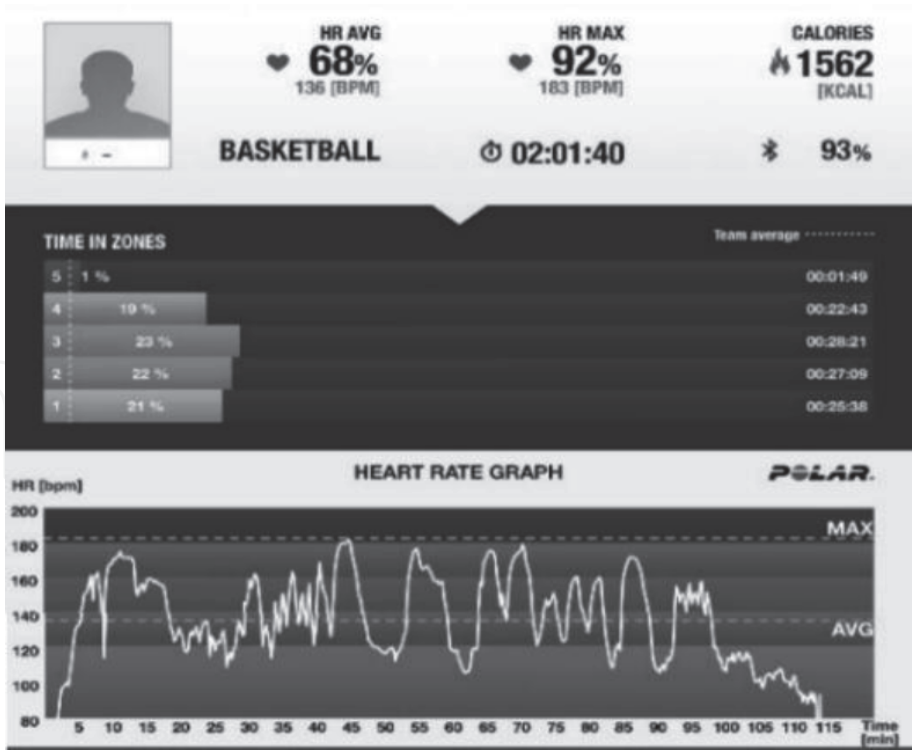 HR AVG
68%
136 [BPM]
HR MAX
92%
183 [BPM]
CALORIES
1562
[KCAL]
BASKETBALL
02:01:40
93%
TIME IN ZONES
Team average
5 1 % 00:01:49
4 19 % 00:22:43
3 23 % 00:28:21
2 22 % 00:27:09
1 21 % 00:25:38
HEART RATE GRAPH
POLAR.
HR [bpm]
200
180
160
140
120
100
80
MAX
AVG
5 10 15 20 25 30 35 40 45 50 55 60 65 70 75 80 85 90 95 100 105 110 115
Time
[min]